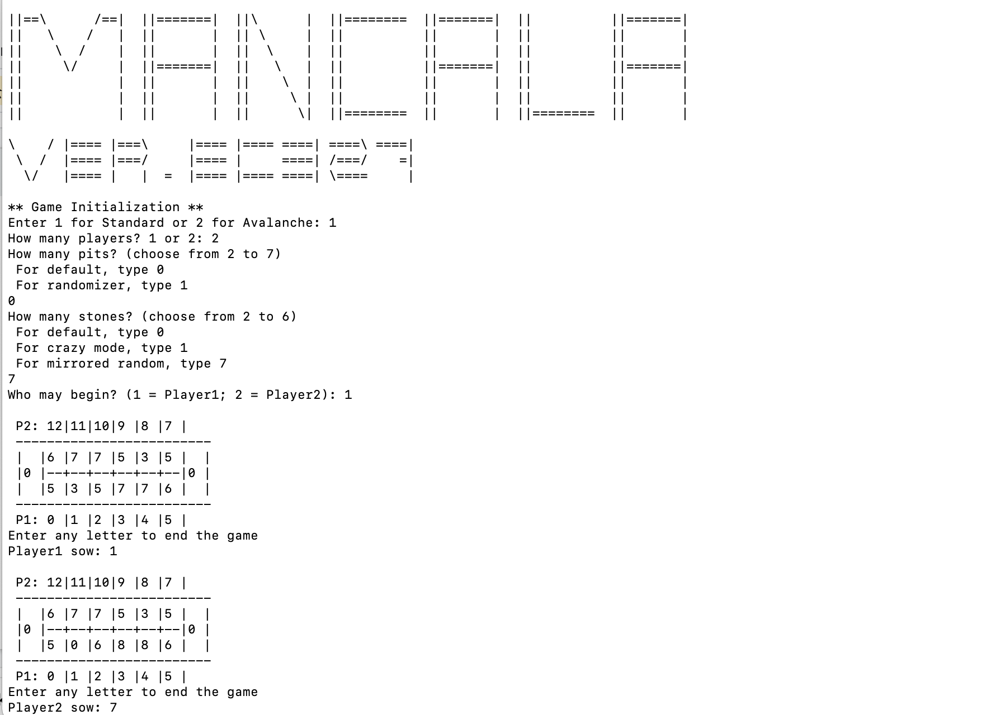 ||==\      /==|  ||=======|  ||\      |  ||========  ||=======|  ||          ||=======|
||   \    /   |  ||       |  || \     |  ||          ||       |  ||          ||       |
||    \  /    |  ||       |  ||  \    |  ||          ||       |  ||          ||       |
||     \/     |  ||=======|  ||   \   |  ||          ||=======|  ||          ||=======|
||            |  ||       |  ||    \  |  ||          ||       |  ||          ||       |
||            |  ||       |  ||     \ |  ||          ||       |  ||          ||       |
||            |  ||       |  ||      \|  ||========  ||       |  ||========  ||       |

\    / |==== |===\     |==== |==== ====| ====\ ====|
 \  /  |==== |===/     |==== |     ====| /===/    =|
  \/   |==== |   |  =  |==== |==== ====| \====     |

** Game Initialization **
Enter 1 for Standard or 2 for Avalanche: 1
How many players? 1 or 2: 2
How many pits? (choose from 2 to 7)
 For default, type 0
 For randomizer, type 1
0
How many stones? (choose from 2 to 6)
 For default, type 0
 For crazy mode, type 1
 For mirrored random, type 7
7
Who may begin? (1 = Player1; 2 = Player2): 1

 P2: 12|11|10|9 |8 |7 |
 -------------------------
 |  |6 |7 |7 |5 |3 |5 |  |
 |0 |--+--+--+--+--+--|0 |
 |  |5 |3 |5 |7 |7 |6 |  |
 -------------------------
 P1: 0 |1 |2 |3 |4 |5 |
Enter any letter to end the game
Player1 sow: 1

 P2: 12|11|10|9 |8 |7 |
 -------------------------
 |  |6 |7 |7 |5 |3 |5 |  |
 |0 |--+--+--+--+--+--|0 |
 |  |5 |0 |6 |8 |8 |6 |  |
 -------------------------
 P1: 0 |1 |2 |3 |4 |5 |
Enter any letter to end the game
Player2 sow: 7